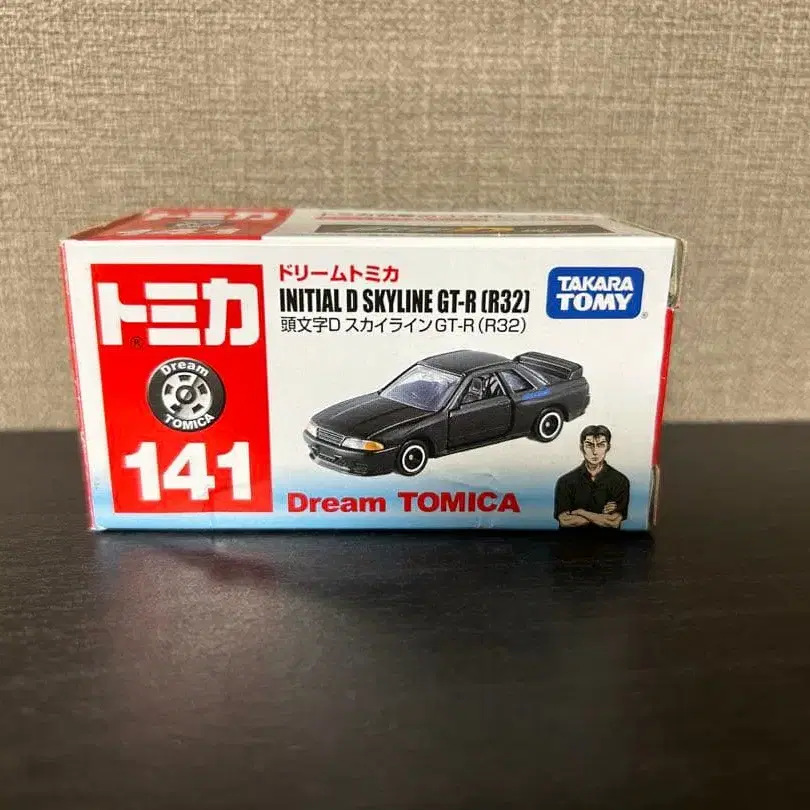 トミカ
Dream
TOMICA
141
ドリームトミカ
INITIAL D SKYLINE GT-R (R32)
頭文字D スカイラインGT-R (R32)
TAKARA
TOMY
Dream TOMICA